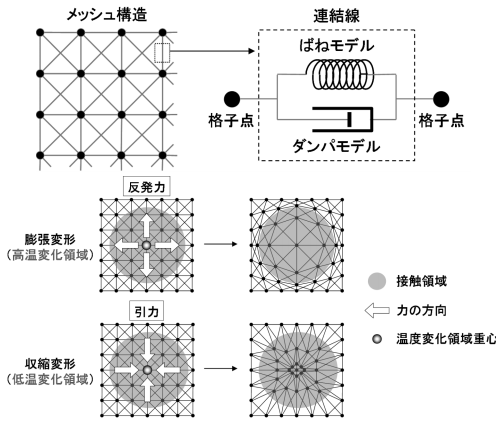 メッシュ構造
連結線
ばねモデル
格子点
格子点
ダンパモデル
反発力
膨張変形
(高温変化領域)
引力
収縮変形
(低温変化領域)
接触領域
力の方向
温度変化領域重心